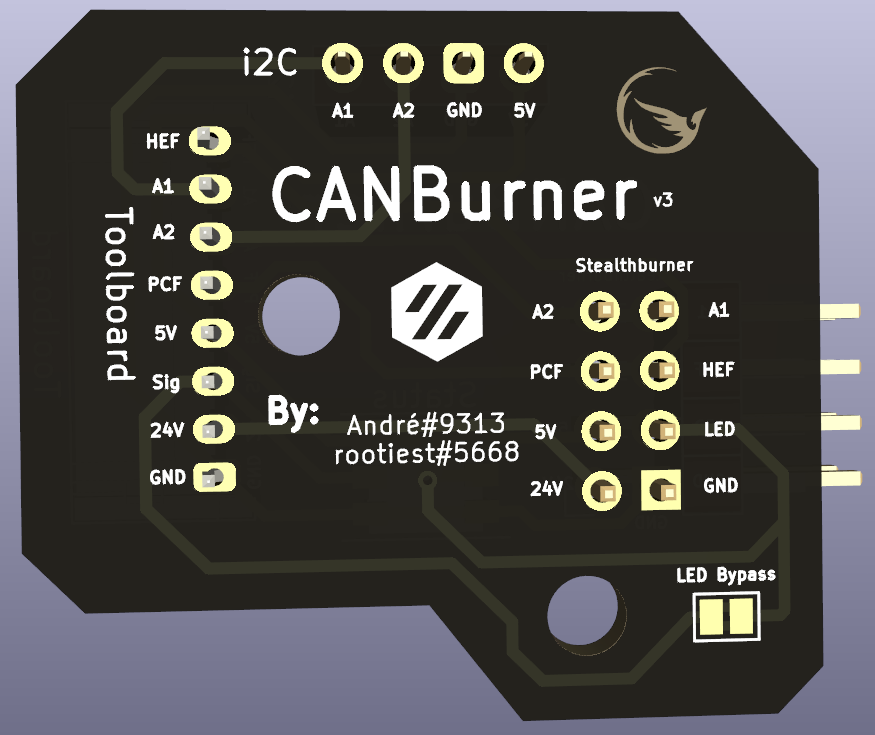 i2C
A1 A2 GND 5V
HEF
A1
A2
PCF
5V
Sig
24V
GND
Toolboard
CANBurner v3
Stealthburner
A2 A1
PCF HEF
5V LED
24V GND
By:
André#9313
rootiest#5668
LED Bypass